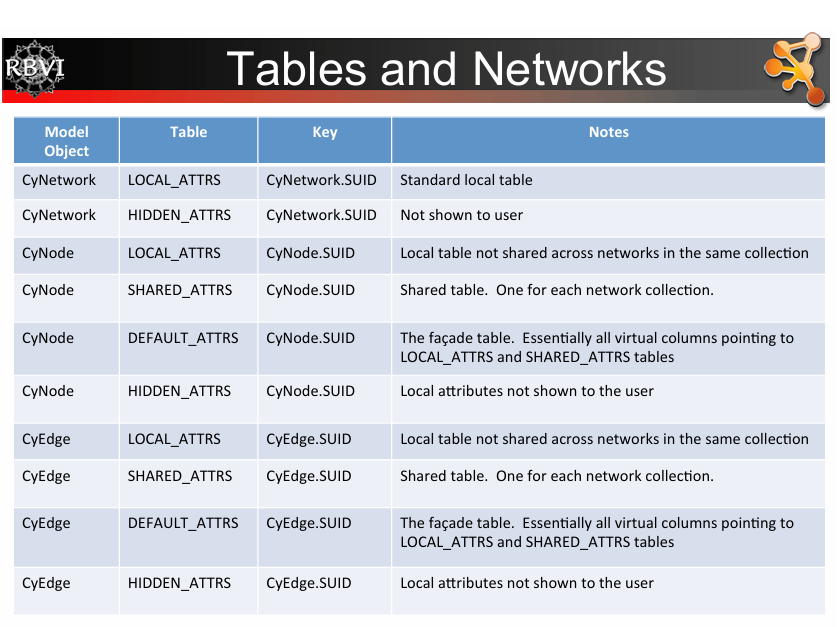 RBVI
Tables and Networks
Model Object	Table	Key	Notes
CyNetwork	LOCAL_ATTRS	CyNetwork.SUID	Standard local table
CyNetwork	HIDDEN_ATTRS	CyNetwork.SUID	Not shown to user
CyNode	LOCAL_ATTRS	CyNode.SUID	Local table not shared across networks in the same collection
CyNode	SHARED_ATTRS	CyNode.SUID	Shared table.  One for each network collection.
CyNode	DEFAULT_ATTRS	CyNode.SUID	The façade table.  Essentially all virtual columns pointing to
LOCAL_ATTRS and SHARED_ATTRS tables
CyNode	HIDDEN_ATTRS	CyNode.SUID	Local attributes not shown to the user
CyEdge	LOCAL_ATTRS	CyEdge.SUID	Local table not shared across networks in the same collection
CyEdge	SHARED_ATTRS	CyEdge.SUID	Shared table.  One for each network collection.
CyEdge	DEFAULT_ATTRS	CyEdge.SUID	The façade table.  Essentially all virtual columns pointing to
LOCAL_ATTRS and SHARED_ATTRS tables
CyEdge	HIDDEN_ATTRS	CyEdge.SUID	Local attributes not shown to the user